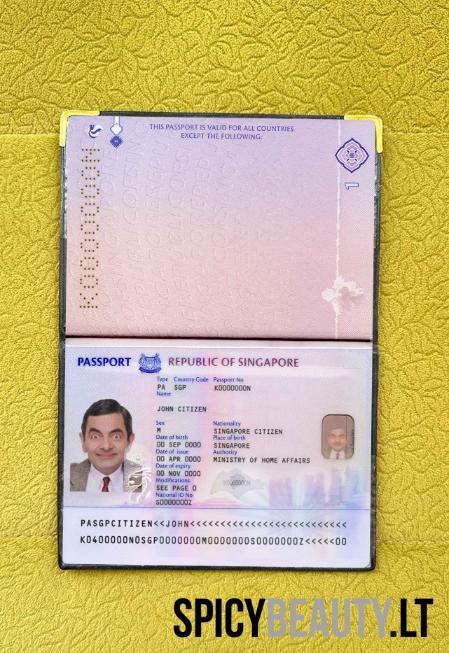 THIS PASSPORT IS VALID FOR ALL COUNTRIES
EXCEPT THE FOLLOWING:
K0000000N
1
PASSPORT REPUBLIC OF SINGAPORE
Type Country Code Passport No
PA SGP K0000000N
Name
JOHN CITIZEN
Sex Nationality
M SINGAPORE CITIZEN
Date of birth Place of birth
00 SEP 0000 SINGAPORE
Date of issue Authority
00 APR 0000 MINISTRY OF HOME AFFAIRS
Date of expiry
00 NOV 0000
Modifications
SEE PAGE 0
National ID No
S0000000Z
K0000000N
PASGPCITIZEN<<JOHN<<<<<<<<<<<<<<<<<<<<<<<<<<
K0400000N0SGP0000000M0000000S0000000Z<<<<<00
SPICYBEAUTY.LT